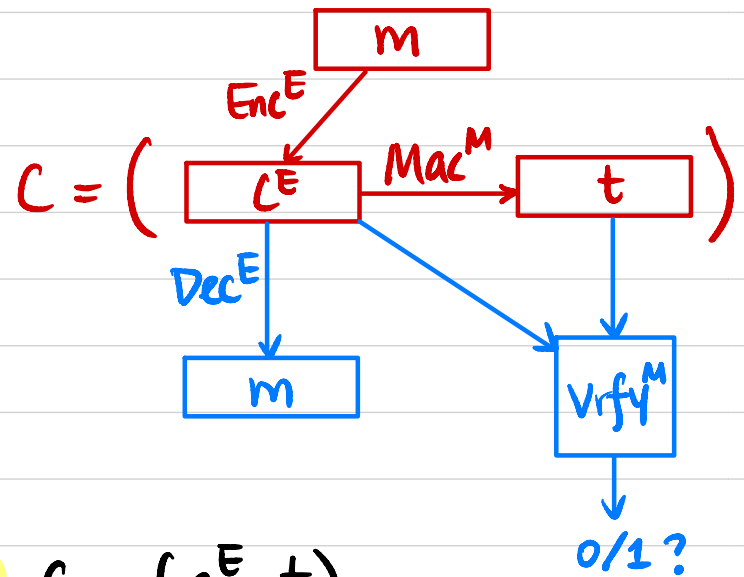 m
Enc^E
C = ( c^E Mac^M t )
Dec^E
m
Vrfy^M
0/1 ?
(c^E, t)